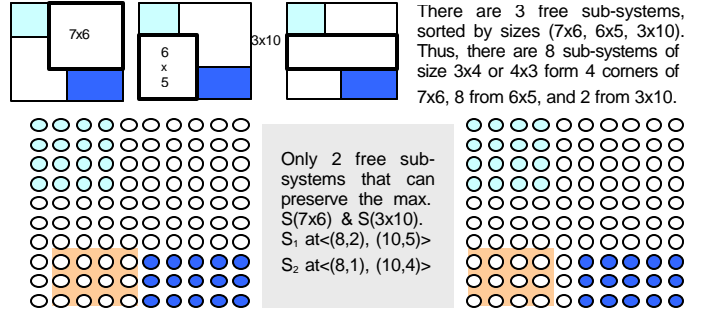 7x6
6
x
5
3x10
There are 3 free sub-systems,
sorted by sizes (7x6, 6x5, 3x10).
Thus, there are 8 sub-systems of
size 3x4 or 4x3 form 4 corners of
7x6, 8 from 6x5, and 2 from 3x10.
Only 2 free sub-
systems that can
preserve the max.
S(7x6) & S(3x10).
S₁ at<(8,2), (10,5)>
S₂ at<(8,1), (10,4)>